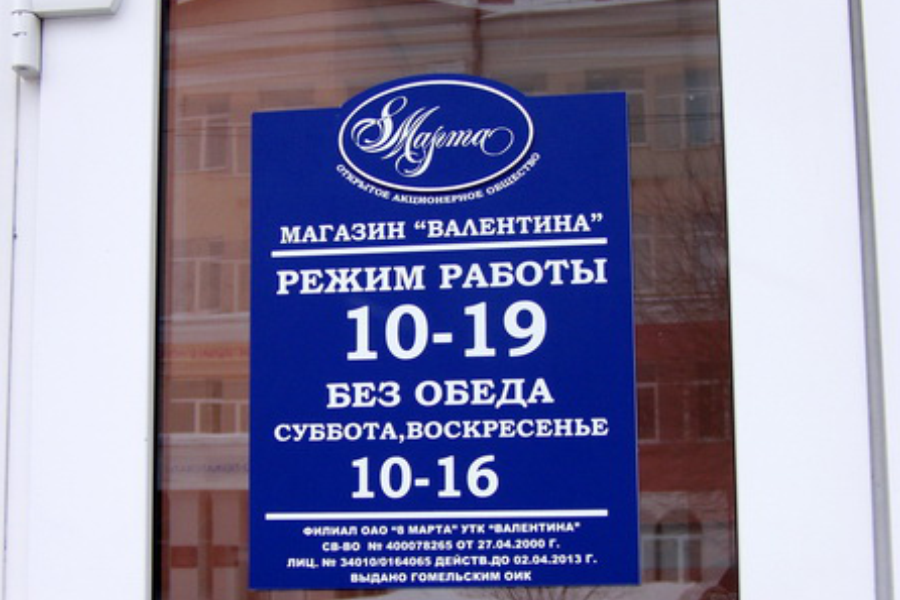 8 Марта
ОТКРЫТОЕ АКЦИОНЕРНОЕ ОБЩЕСТВО
МАГАЗИН “ВАЛЕНТИНА”
РЕЖИМ РАБОТЫ
10-19
БЕЗ ОБЕДА
СУББОТА,ВОСКРЕСЕНЬЕ
10-16
ФИЛИАЛ ОАО “8 МАРТА” УТК “ВАЛЕНТИНА”
СВ-ВО № 400078265 ОТ 27.04.2000 Г.
ЛИЦ. № 34010/0164065 ДЕЙСТВ.ДО 02.04.2013 Г.
ВЫДАНО ГОМЕЛЬСКИМ ОИК